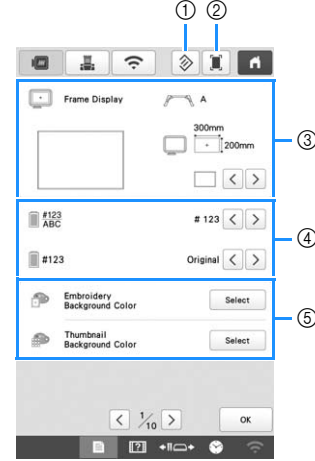 ① ②
Frame Display
A
300mm
200mm
③
#123
ABC
# 123
④
#123
Original
Embroidery
Background Color
Select
⑤
Thumbnail
Background Color
Select
1/10
OK